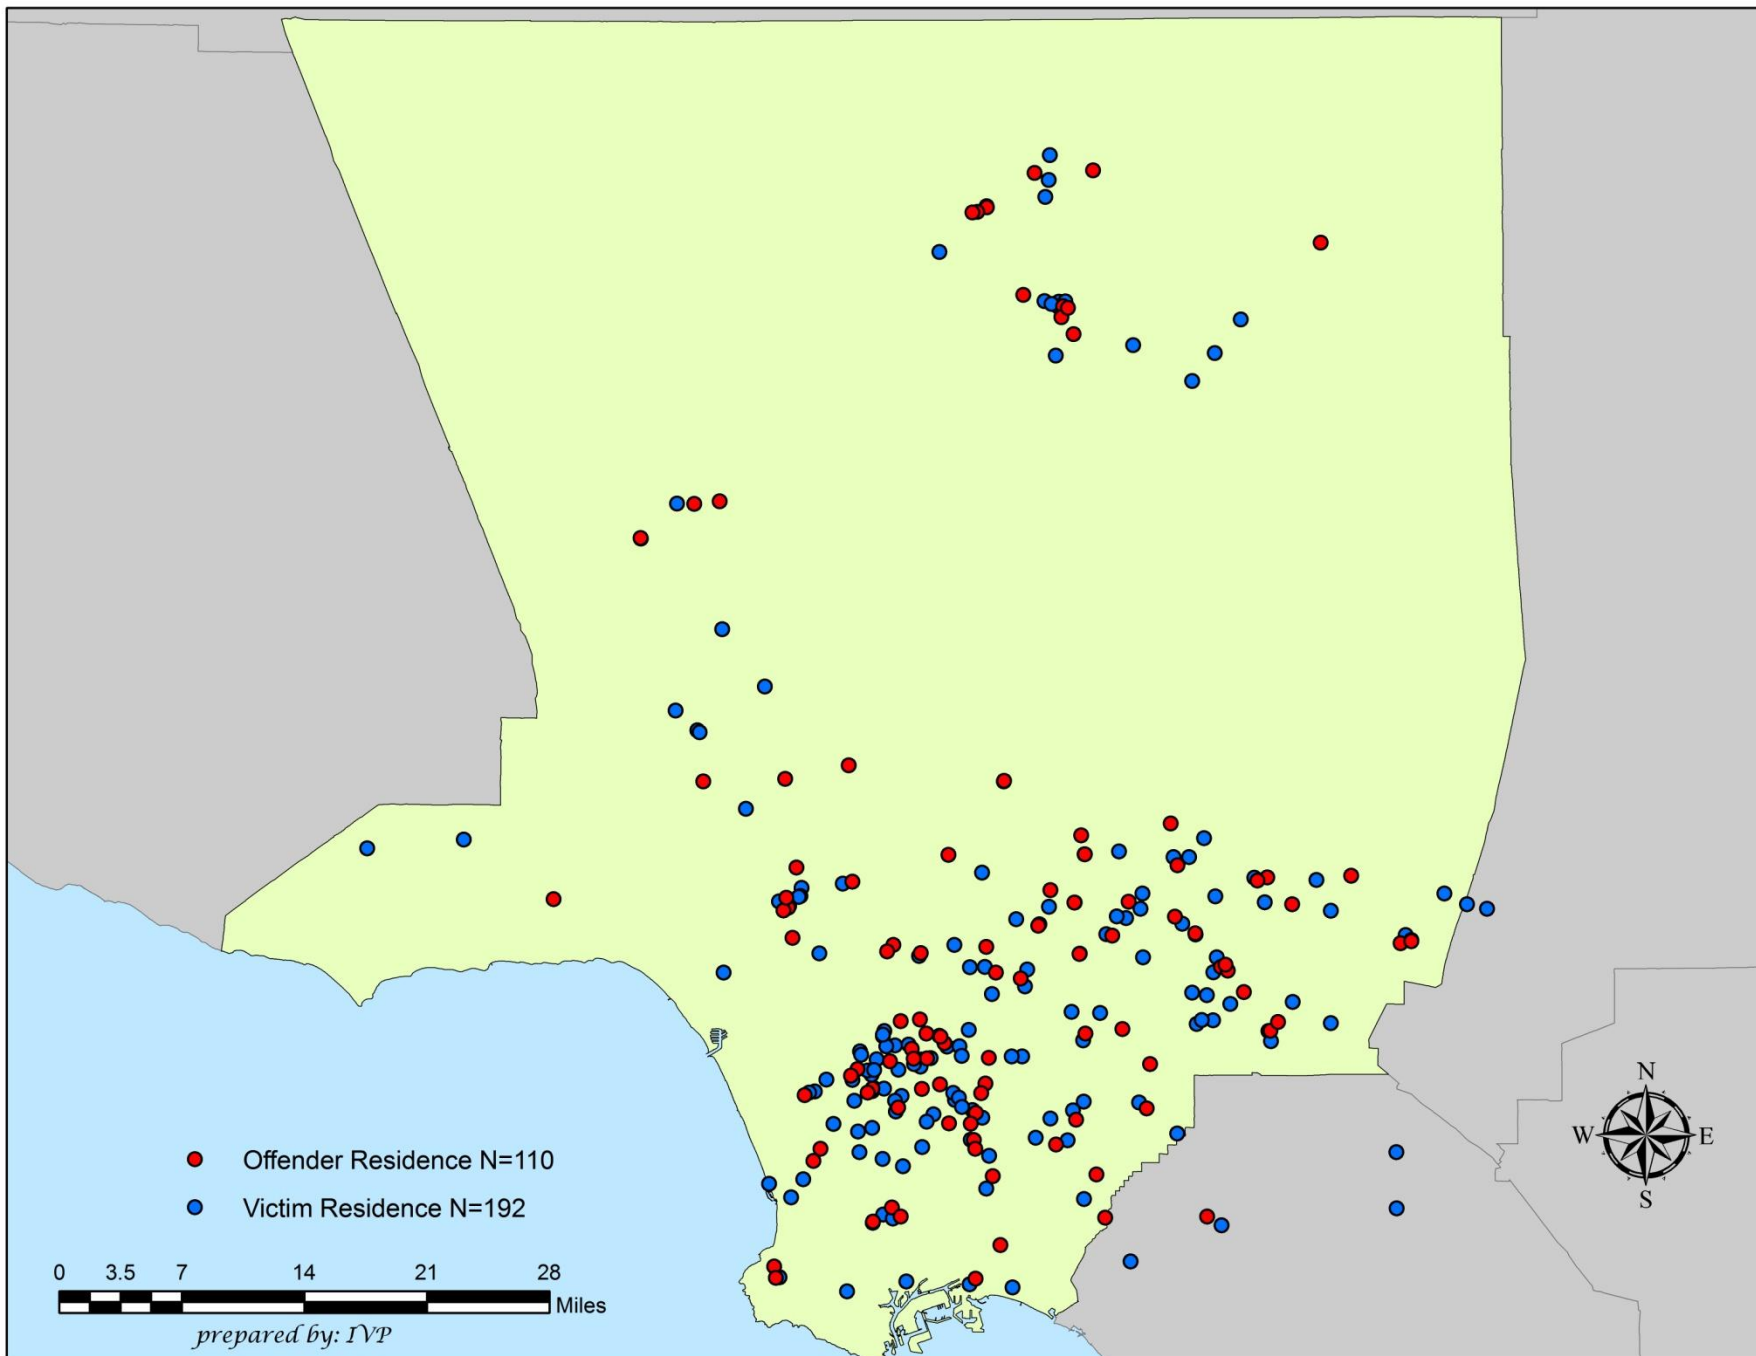 N
W E
S
Offender Residence N=110
Victim Residence N=192
0 3.5 7 14 21 28
Miles
prepared by: IVP